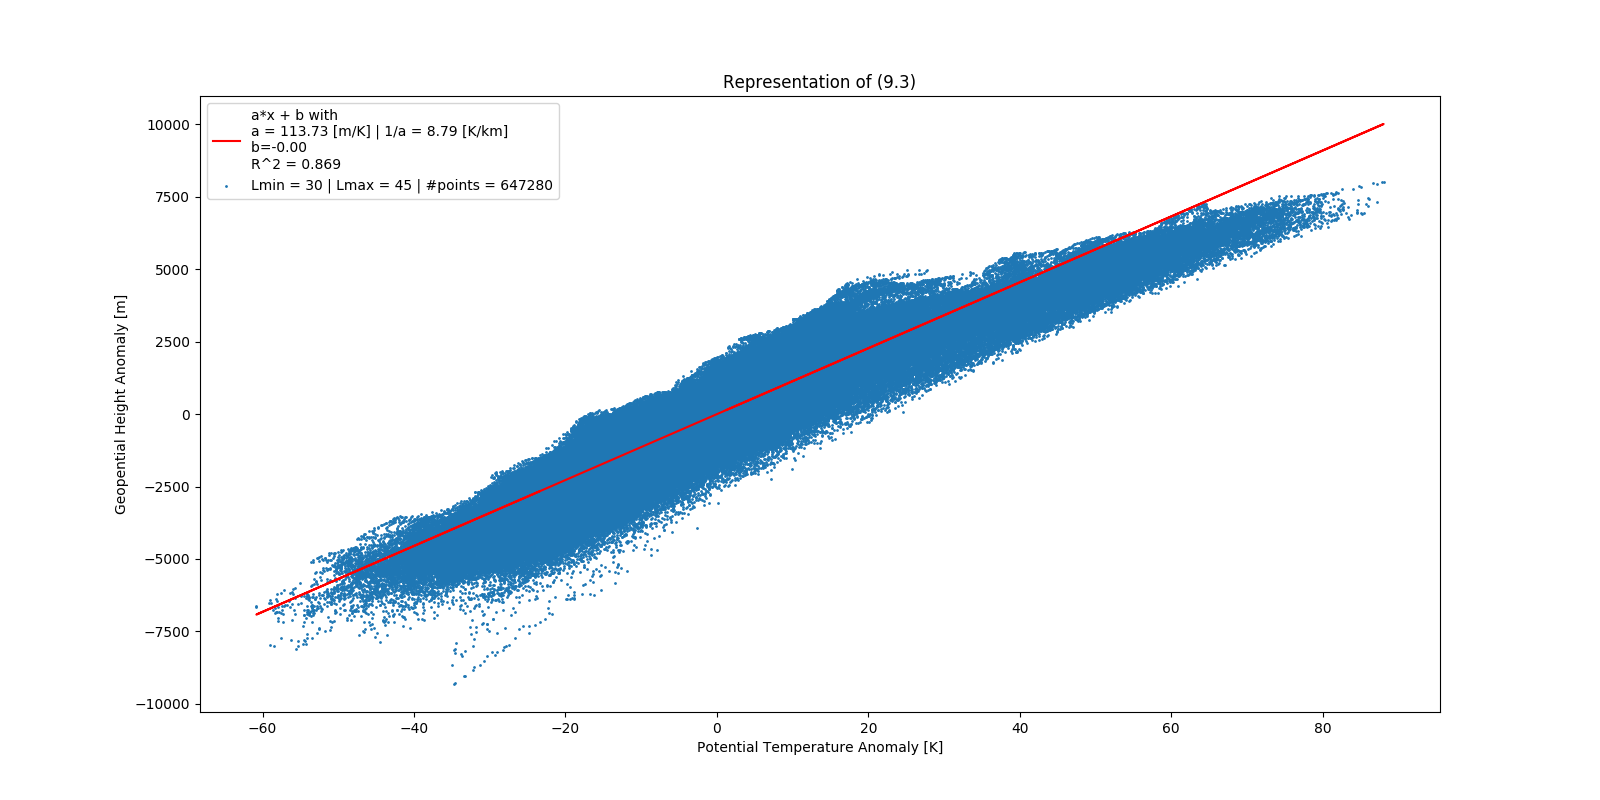 Representation of (9.3)
a*x + b with
a = 113.73 [m/K] | 1/a = 8.79 [K/km]
b=-0.00
R^2 = 0.869
Lmin = 30 | Lmax = 45 | #points = 647280
Geopential Height Anomaly [m]
10000
7500
5000
2500
0
−2500
−5000
−7500
−10000
−60 −40 −20 0 20 40 60 80
Potential Temperature Anomaly [K]